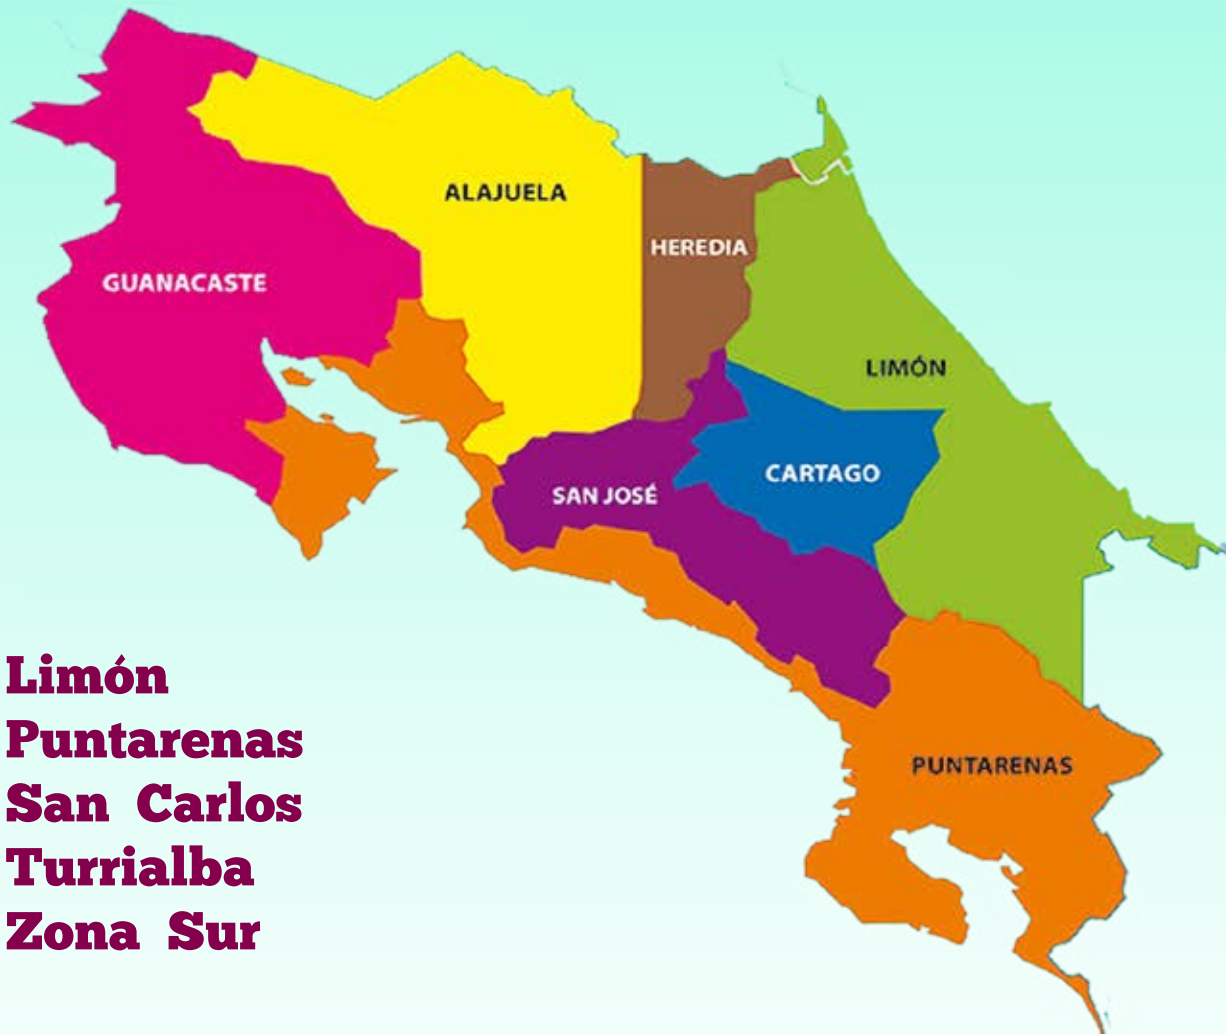 ALAJUELA
HEREDIA
GUANACASTE
LIMÓN
CARTAGO
SAN JOSÉ
PUNTARENAS
Limón
Puntarenas
San Carlos
Turrialba
Zona Sur